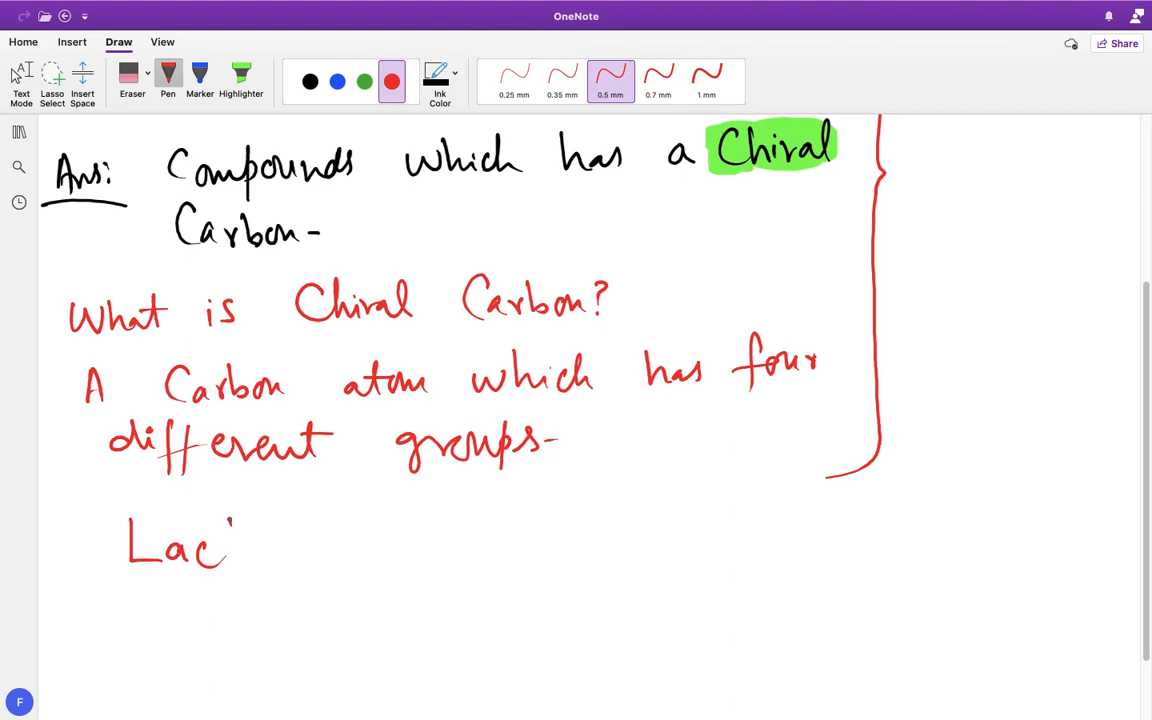 OneNote
Home Insert Draw View
Share
Text Mode
Lasso Select
Insert Space
Eraser
Pen
Marker
Highlighter
Ink Color
0.25 mm
0.35 mm
0.5 mm
0.7 mm
1 mm
Ans: Compounds which has a Chiral
Carbon-
What is Chiral Carbon?
A Carbon atom which has four
different groups-
Lac
F